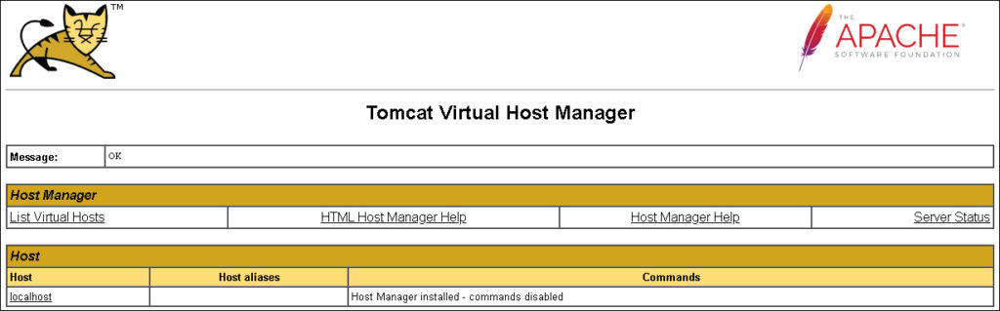 TM
THE
APACHE®
SOFTWARE FOUNDATION
Tomcat Virtual Host Manager
Message: OK
Host Manager
List Virtual Hosts HTML Host Manager Help Host Manager Help Server Status
Host
Host Host aliases Commands
localhost Host Manager installed - commands disabled